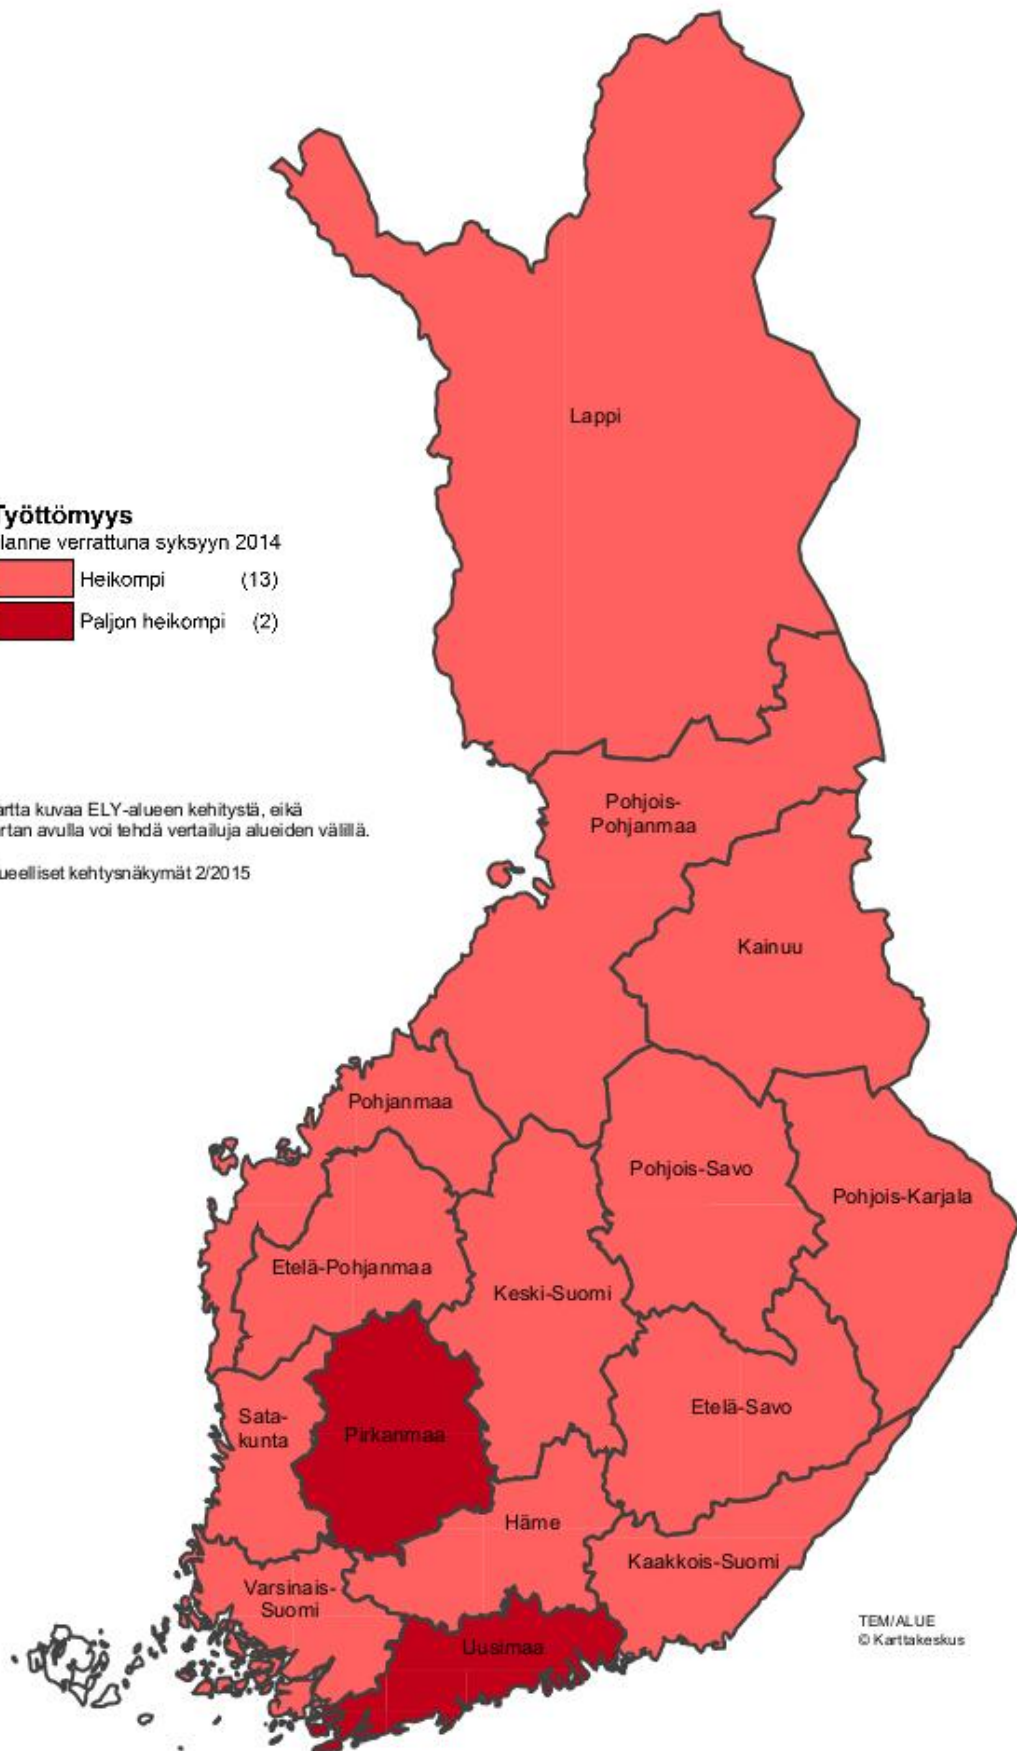 Työttömyys
lanne verrattuna syksyyn 2014
Heikompi (13)
Paljon heikompi (2)
artta kuvaa ELY-alueen kehitystä, eikä
rtan avulla voi tehdä vertailuja alueiden välillä.
ueelliset kehtysnäkymät 2/2015
Lappi
Pohjois-
Pohjanmaa
Kainuu
Pohjanmaa
Pohjois-Savo
Pohjois-Karjala
Etelä-Pohjanmaa
Keski-Suomi
Etelä-Savo
Sata-
kunta
Pirkanmaa
Häme
Kaakkois-Suomi
Varsinais-
Suomi
Uusimaa
TEM/ALUE
© Karttakeskus